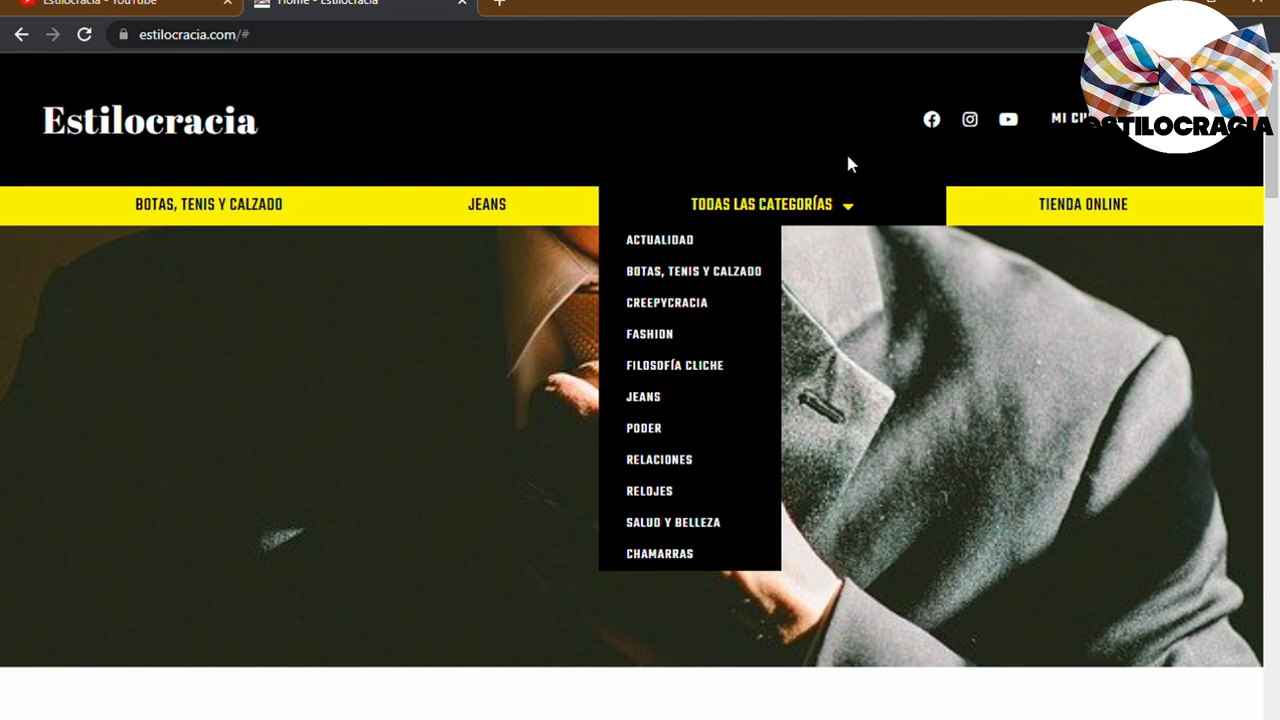 Estilocracia - YouTube
Home - Estilocracia
estilocracia.com/#
Estilocracia
MI
ESTILOCRACIA
BOTAS, TENIS Y CALZADO
JEANS
TODAS LAS CATEGORÍAS
TIENDA ONLINE
ACTUALIDAD
BOTAS, TENIS Y CALZADO
CREEPYCRACIA
FASHION
FILOSOFÍA CLICHE
JEANS
PODER
RELACIONES
RELOJES
SALUD Y BELLEZA
CHAMARRAS